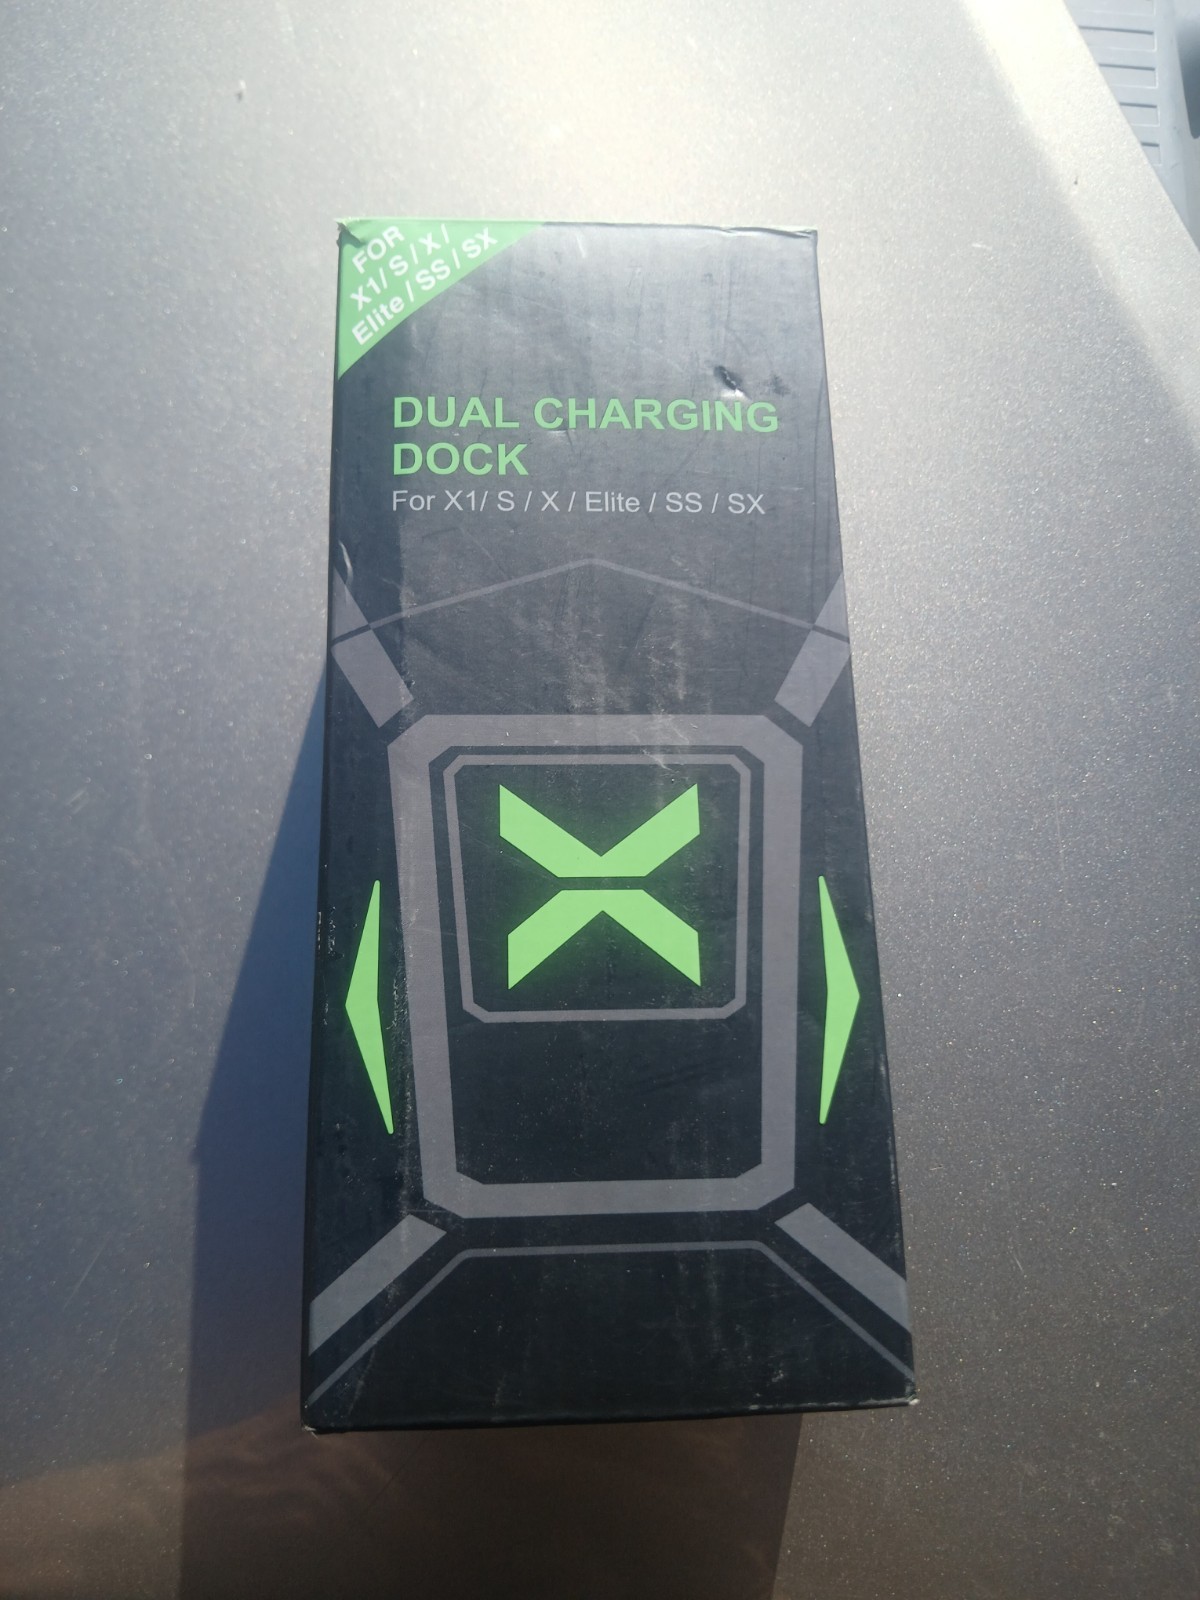 FOR
X1/ S / X /
Elite / SS / SX
DUAL CHARGING
DOCK
For X1/ S / X / Elite / SS / SX